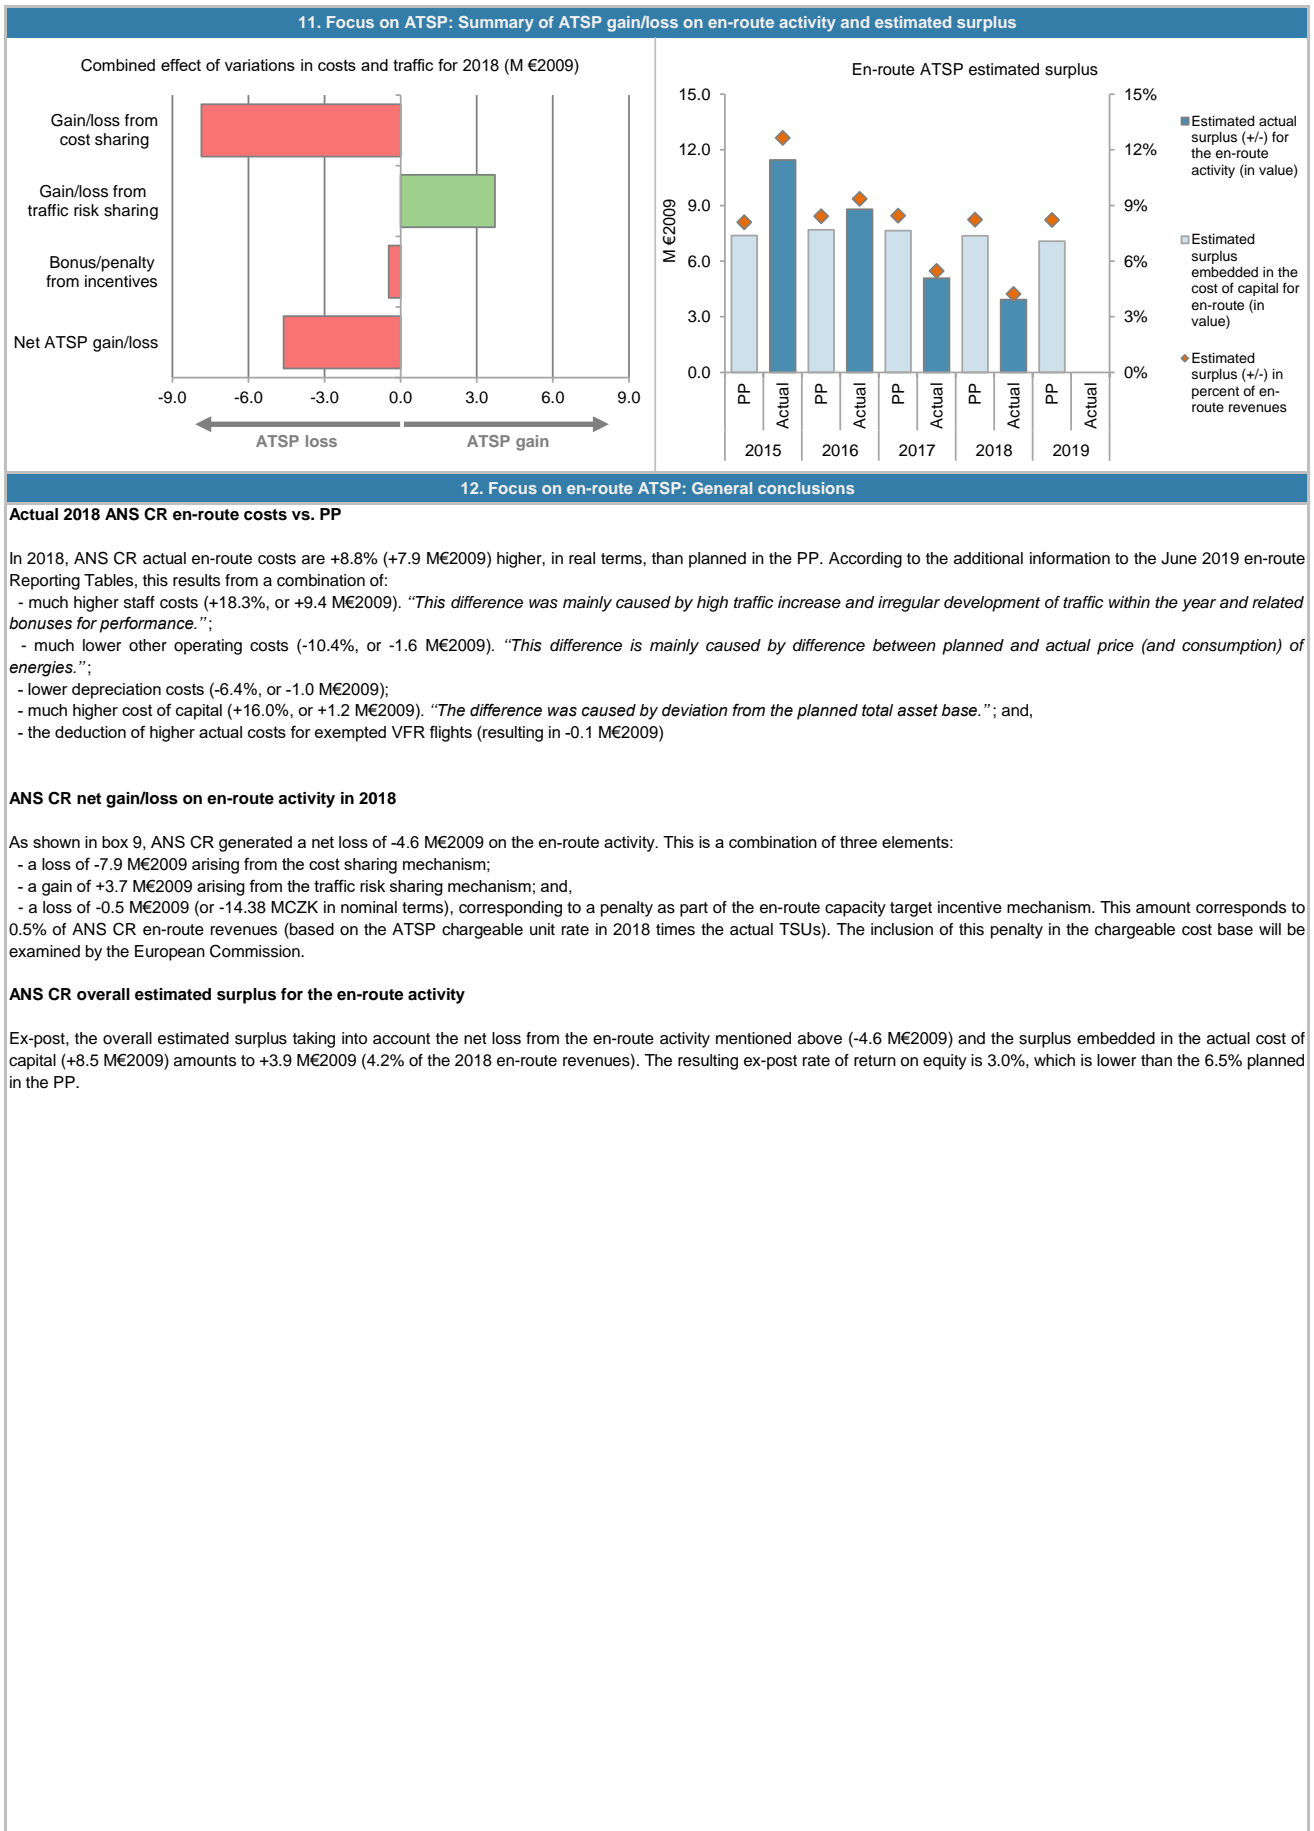 11. Focus on ATSP: Summary of ATSP gain/loss on en-route activity and estimated surplus
Combined effect of variations in costs and traffic for 2018 (M €2009)
Gain/loss from
cost sharing
Gain/loss from
traffic risk sharing
Bonus/penalty
from incentives
Net ATSP gain/loss
-9.0 -6.0 -3.0 0.0 3.0 6.0 9.0
ATSP loss ATSP gain
En-route ATSP estimated surplus
M €2009
15.0 15%
12.0 12%
9.0 9%
6.0 6%
3.0 3%
0.0 0%
PP Actual PP Actual PP Actual PP Actual PP Actual
2015 2016 2017 2018 2019
Estimated actual
surplus (+/-) for
the en-route
activity (in value)
Estimated
surplus
embedded in the
cost of capital for
en-route (in
value)
Estimated
surplus (+/-) in
percent of en-
route revenues
12. Focus on en-route ATSP: General conclusions
Actual 2018 ANS CR en-route costs vs. PP
In 2018, ANS CR actual en-route costs are +8.8% (+7.9 M€2009) higher, in real terms, than planned in the PP. According to the additional information to the June 2019 en-route
Reporting Tables, this results from a combination of:
- much higher staff costs (+18.3%, or +9.4 M€2009). “This difference was mainly caused by high traffic increase and irregular development of traffic within the year and related
bonuses for performance.”;
- much lower other operating costs (-10.4%, or -1.6 M€2009). “This difference is mainly caused by difference between planned and actual price (and consumption) of
energies.”;
- lower depreciation costs (-6.4%, or -1.0 M€2009);
- much higher cost of capital (+16.0%, or +1.2 M€2009). “The difference was caused by deviation from the planned total asset base.”; and,
- the deduction of higher actual costs for exempted VFR flights (resulting in -0.1 M€2009)
ANS CR net gain/loss on en-route activity in 2018
As shown in box 9, ANS CR generated a net loss of -4.6 M€2009 on the en-route activity. This is a combination of three elements:
- a loss of -7.9 M€2009 arising from the cost sharing mechanism;
- a gain of +3.7 M€2009 arising from the traffic risk sharing mechanism; and,
- a loss of -0.5 M€2009 (or -14.38 MCZK in nominal terms), corresponding to a penalty as part of the en-route capacity target incentive mechanism. This amount corresponds to
0.5% of ANS CR en-route revenues (based on the ATSP chargeable unit rate in 2018 times the actual TSUs). The inclusion of this penalty in the chargeable cost base will be
examined by the European Commission.
ANS CR overall estimated surplus for the en-route activity
Ex-post, the overall estimated surplus taking into account the net loss from the en-route activity mentioned above (-4.6 M€2009) and the surplus embedded in the actual cost of
capital (+8.5 M€2009) amounts to +3.9 M€2009 (4.2% of the 2018 en-route revenues). The resulting ex-post rate of return on equity is 3.0%, which is lower than the 6.5% planned
in the PP.